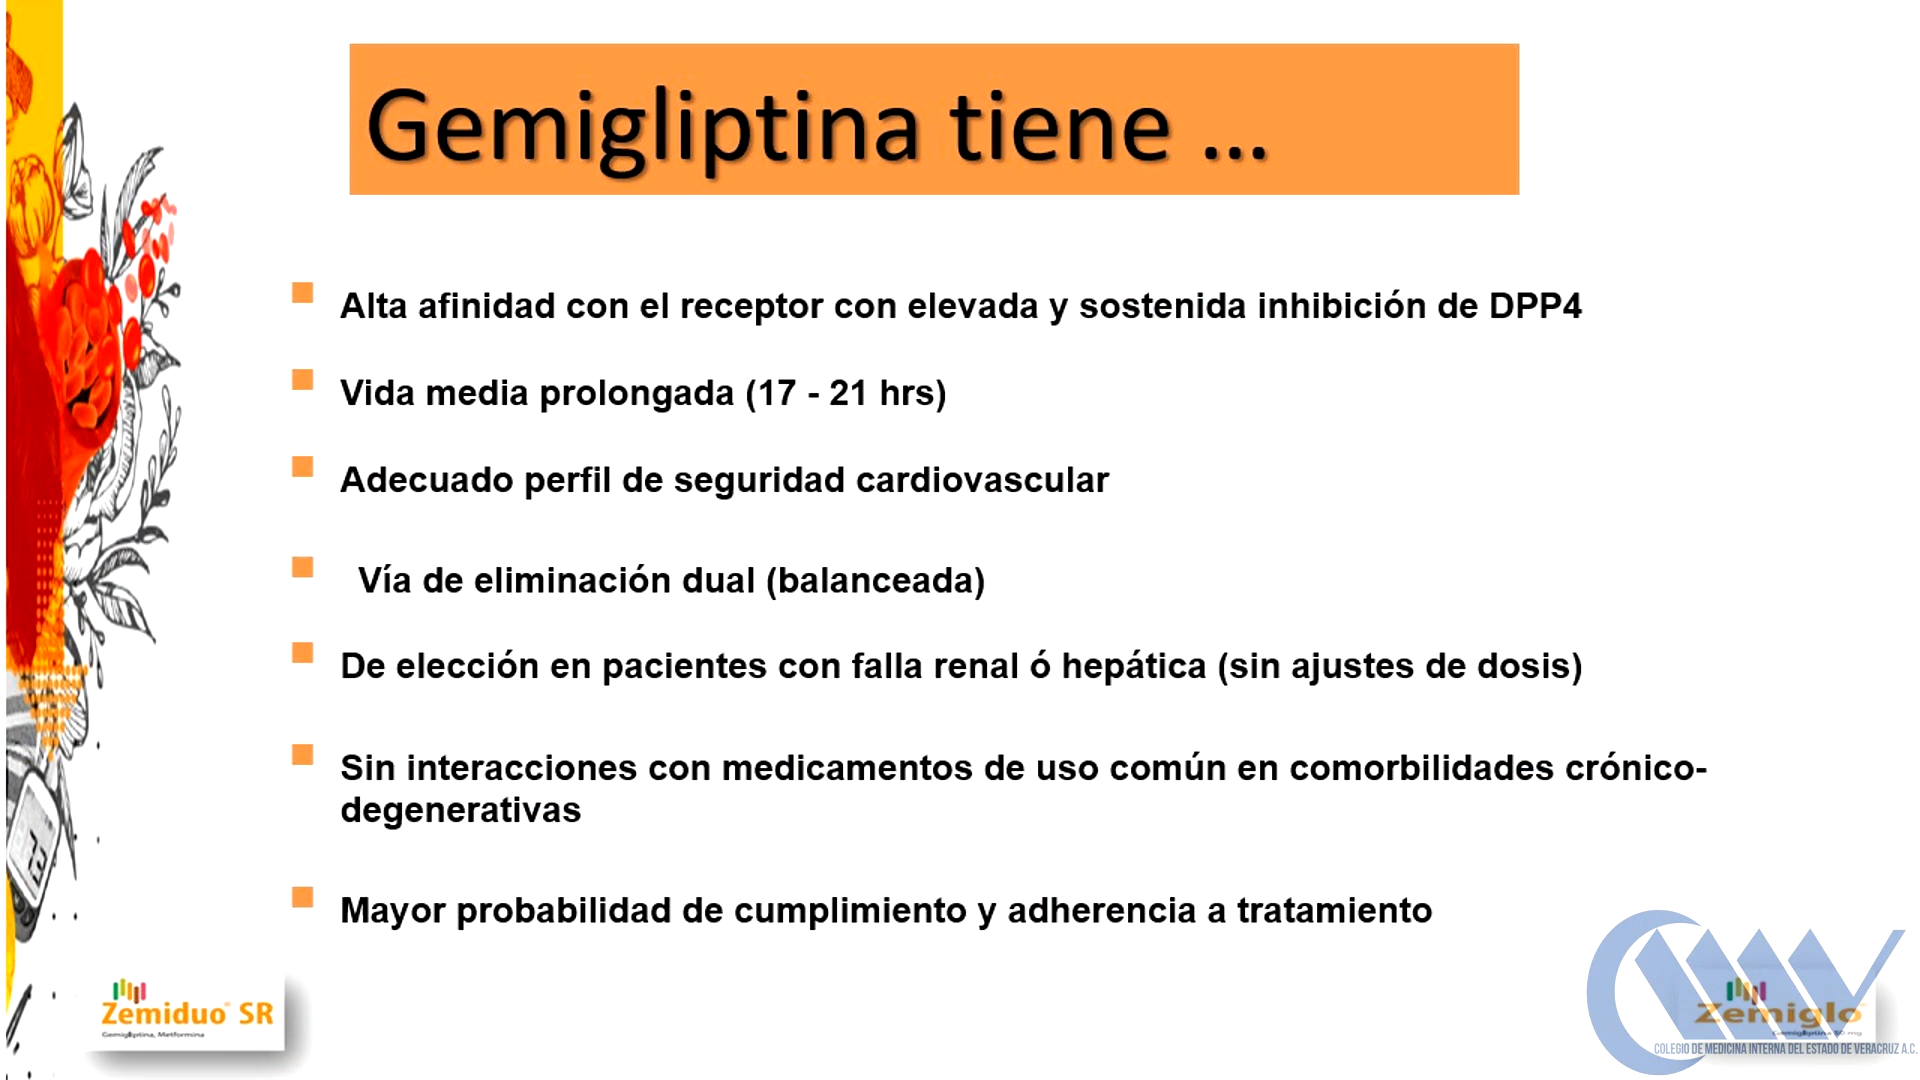 Gemigliptina tiene ...
Alta afinidad con el receptor con elevada y sostenida inhibición de DPP4
Vida media prolongada (17 - 21 hrs)
Adecuado perfil de seguridad cardiovascular
Vía de eliminación dual (balanceada)
De elección en pacientes con falla renal ó hepática (sin ajustes de dosis)
Sin interacciones con medicamentos de uso común en comorbilidades crónico-
degenerativas
Mayor probabilidad de cumplimiento y adherencia a tratamiento
Zemiduo® SR
Gemigliptina, Metformina
Zemiglo
Gemigliptina 50 mg
COLEGIO DE MEDICINA INTERNA DEL ESTADO DE VERACRUZ A.C.